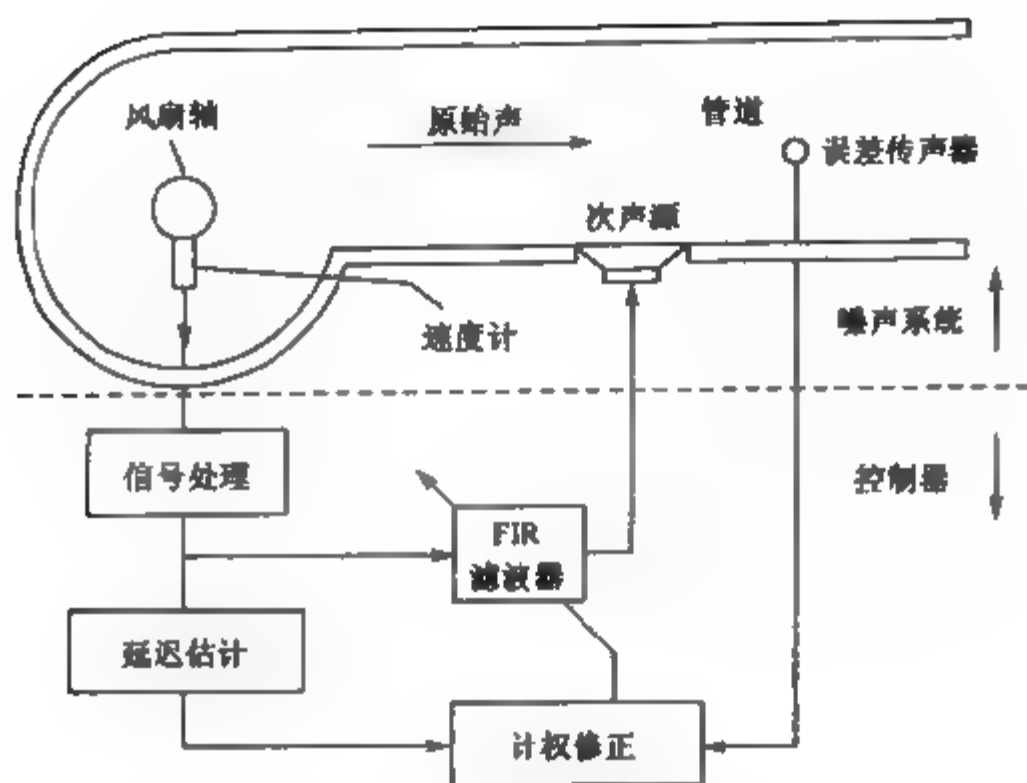 风扇轴
原始声
管道
误差传声器
次声源
速度计
噪声系统
信号处理
控制器
FIR
滤波器
延迟估计
计权修正